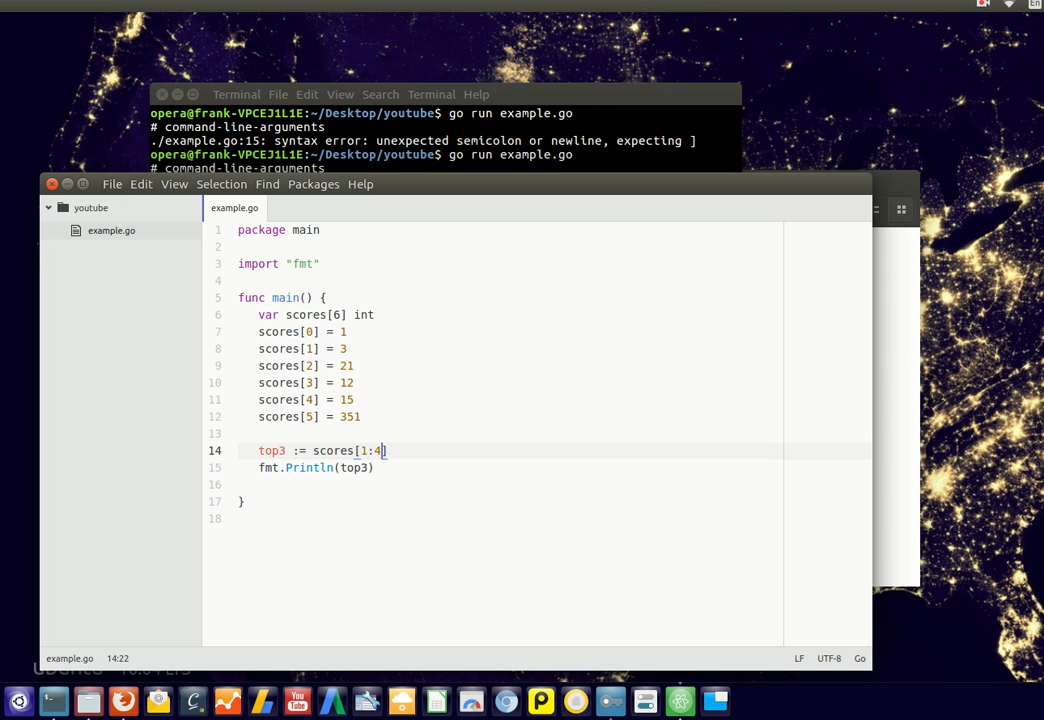 En
Terminal File Edit View Search Terminal Help
opera@frank-VPCEJ1L1E:~/Desktop/youtube$ go run example.go
# command-line-arguments
./example.go:15: syntax error: unexpected semicolon or newline, expecting ]
opera@frank-VPCEJ1L1E:~/Desktop/youtube$ go run example.go
# command-line-arguments
File Edit View Selection Find Packages Help
youtube
example.go
example.go
1 package main
2
3 import "fmt"
4
5 func main() {
6 var scores[6] int
7 scores[0] = 1
8 scores[1] = 3
9 scores[2] = 21
10 scores[3] = 12
11 scores[4] = 15
12 scores[5] = 351
13
14 top3 := scores[1:4]
15 fmt.Println(top3)
16
17 }
18
example.go 14:22 LF UTF-8 Go
You
Tube